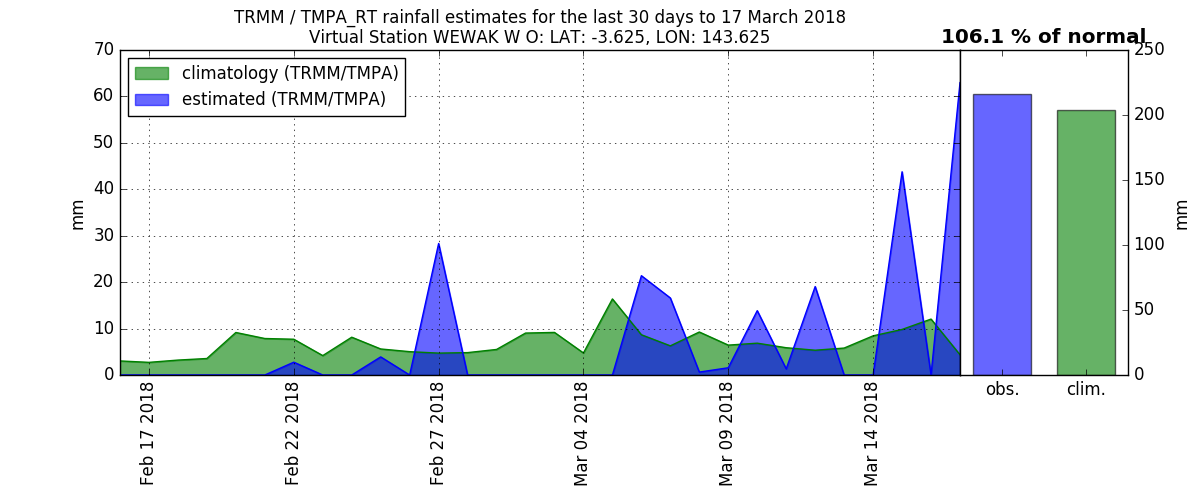 TRMM / TMPA_RT rainfall estimates for the last 30 days to 17 March 2018
Virtual Station WEWAK W O: LAT: -3.625, LON: 143.625
106.1 % of normal
climatology (TRMM/TMPA)
estimated (TRMM/TMPA)
70
60
50
40
30
20
10
0
mm
Feb 17 2018
Feb 22 2018
Feb 27 2018
Mar 04 2018
Mar 09 2018
Mar 14 2018
obs.
clim.
250
200
150
100
50
0
mm